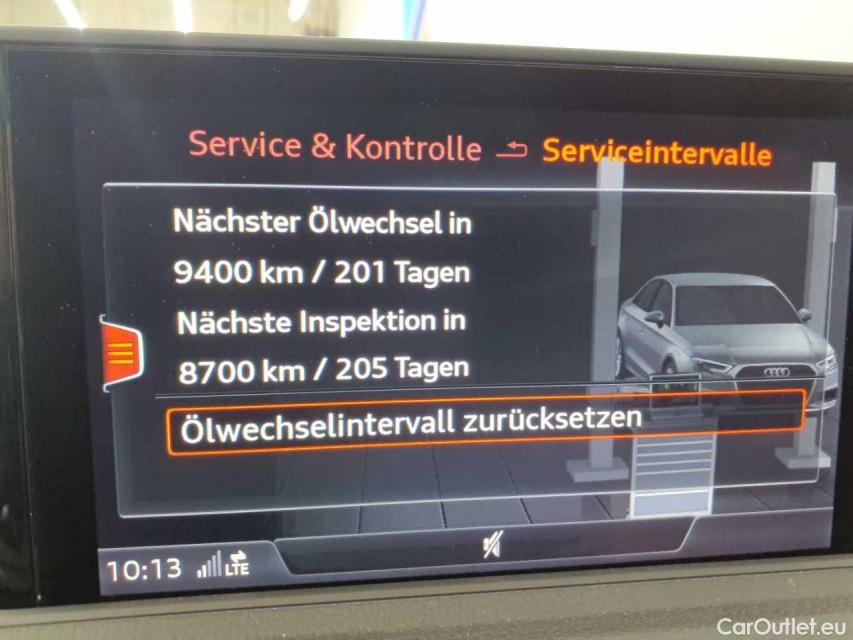 Service & Kontrolle Serviceintervalle
Nächster Ölwechsel in
9400 km / 201 Tagen
Nächste Inspektion in
8700 km / 205 Tagen
Ölwechselintervall zurücksetzen
10:13 LTE
CarOutlet.eu